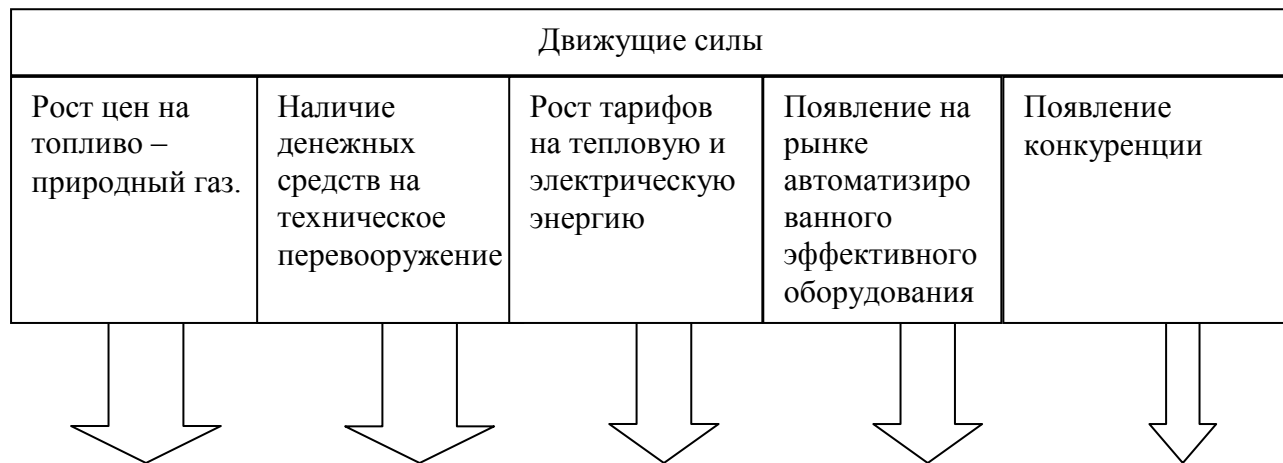 Движущие силы
Рост цен на
топливо –
природный газ.
Наличие
денежных
средств на
техническое
перевооружение
Рост тарифов
на тепловую и
электрическую
энергию
Появление на
рынке
автоматизиро
ванного
эффективного
оборудования
Появление
конкуренции